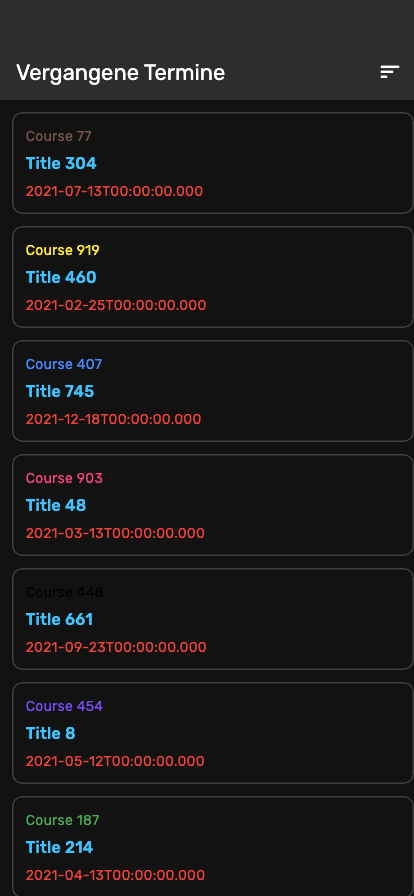 Vergangene Termine
Course 77
Title 304
2021-07-13T00:00:00.000
Course 919
Title 460
2021-02-25T00:00:00.000
Course 407
Title 745
2021-12-18T00:00:00.000
Course 903
Title 48
2021-03-13T00:00:00.000
Course 448
Title 661
2021-09-23T00:00:00.000
Course 454
Title 8
2021-05-12T00:00:00.000
Course 187
Title 214
2021-04-13T00:00:00.000